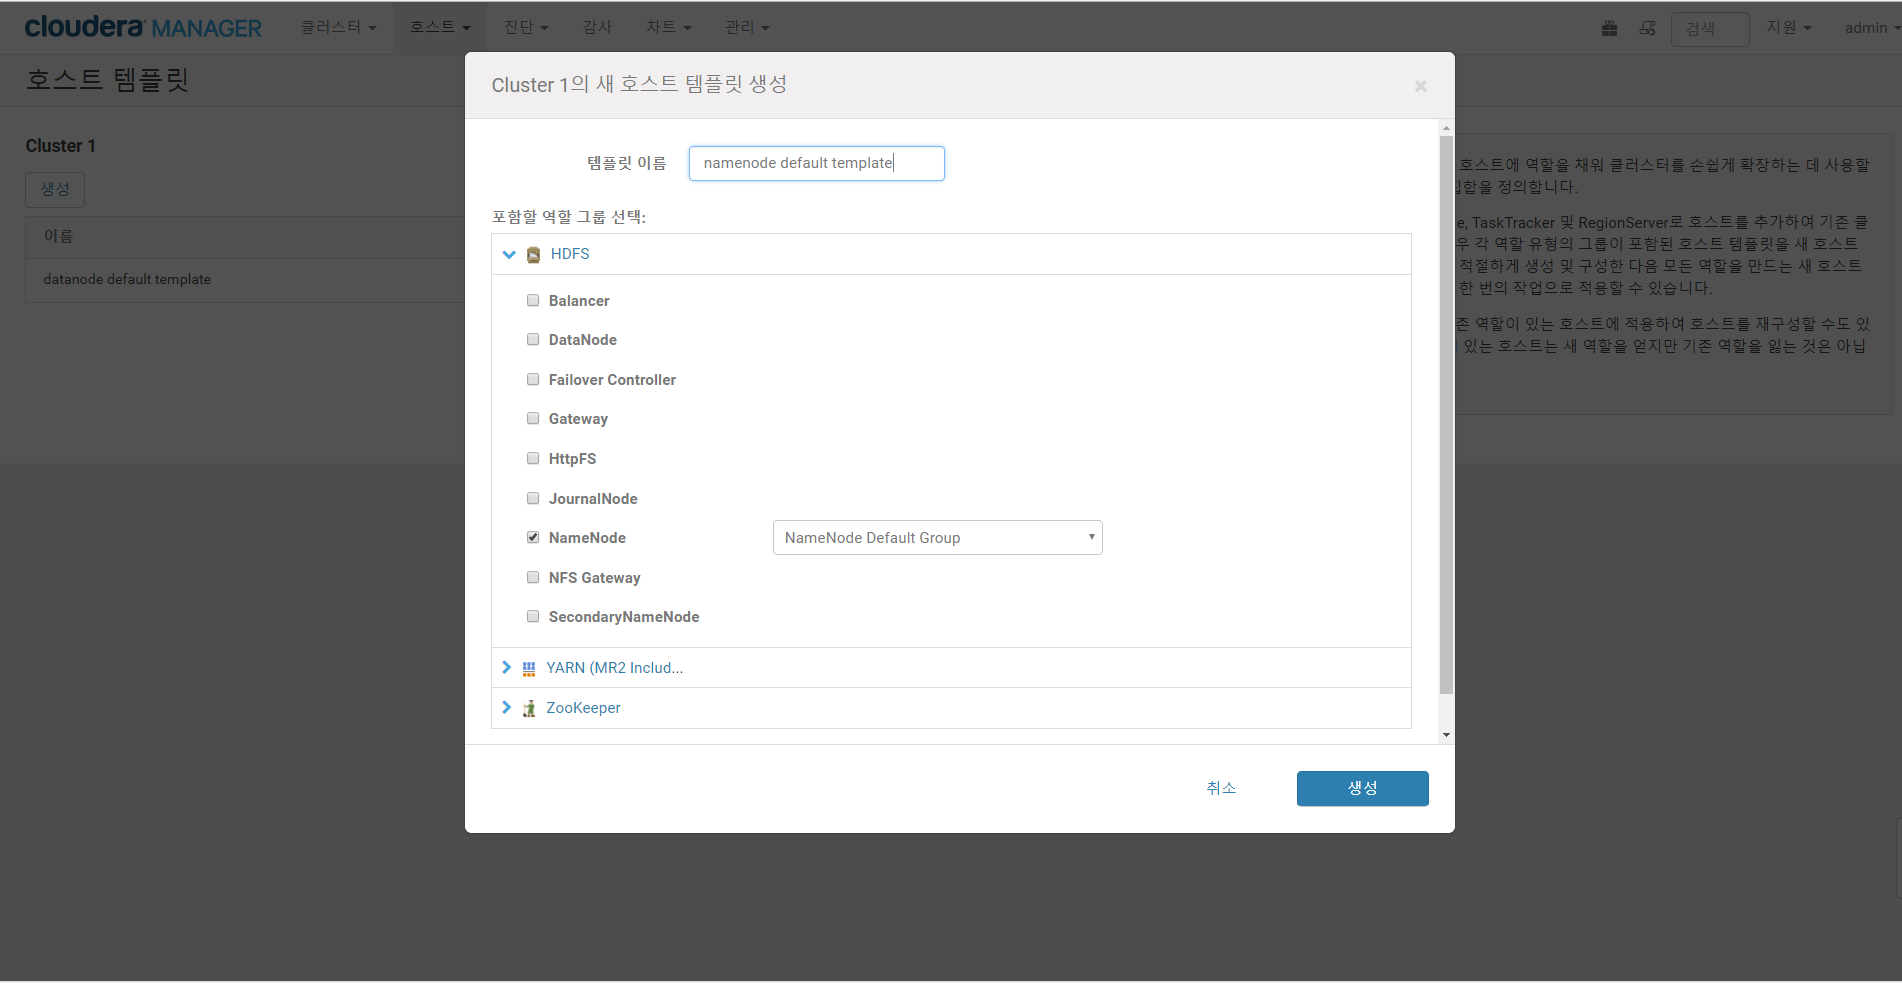 cloudera MANAGER
클러스터
호스트
진단
감사
차트
관리
검색
지원
admin
호스트 템플릿
Cluster 1
생성
이름
datanode default template
Cluster 1의 새 호스트 템플릿 생성
템플릿 이름
namenode default template
포함할 역할 그룹 선택:
HDFS
Balancer
DataNode
Failover Controller
Gateway
HttpFS
JournalNode
NameNode
NameNode Default Group
NFS Gateway
SecondaryNameNode
YARN (MR2 Includ...
ZooKeeper
취소
생성
호스트에 역할을 채워 클러스터를 손쉽게 확장하는 데 사용할
집합을 정의합니다.
e, TaskTracker 및 RegionServer로 호스트를 추가하여 기존 클
우 각 역할 유형의 그룹이 포함된 호스트 템플릿을 새 호스트
적절하게 생성 및 구성한 다음 모든 역할을 만드는 새 호스트
한 번의 작업으로 적용할 수 있습니다.
존 역할이 있는 호스트에 적용하여 호스트를 재구성할 수도 있
있는 호스트는 새 역할을 얻지만 기존 역할을 잃는 것은 아닙